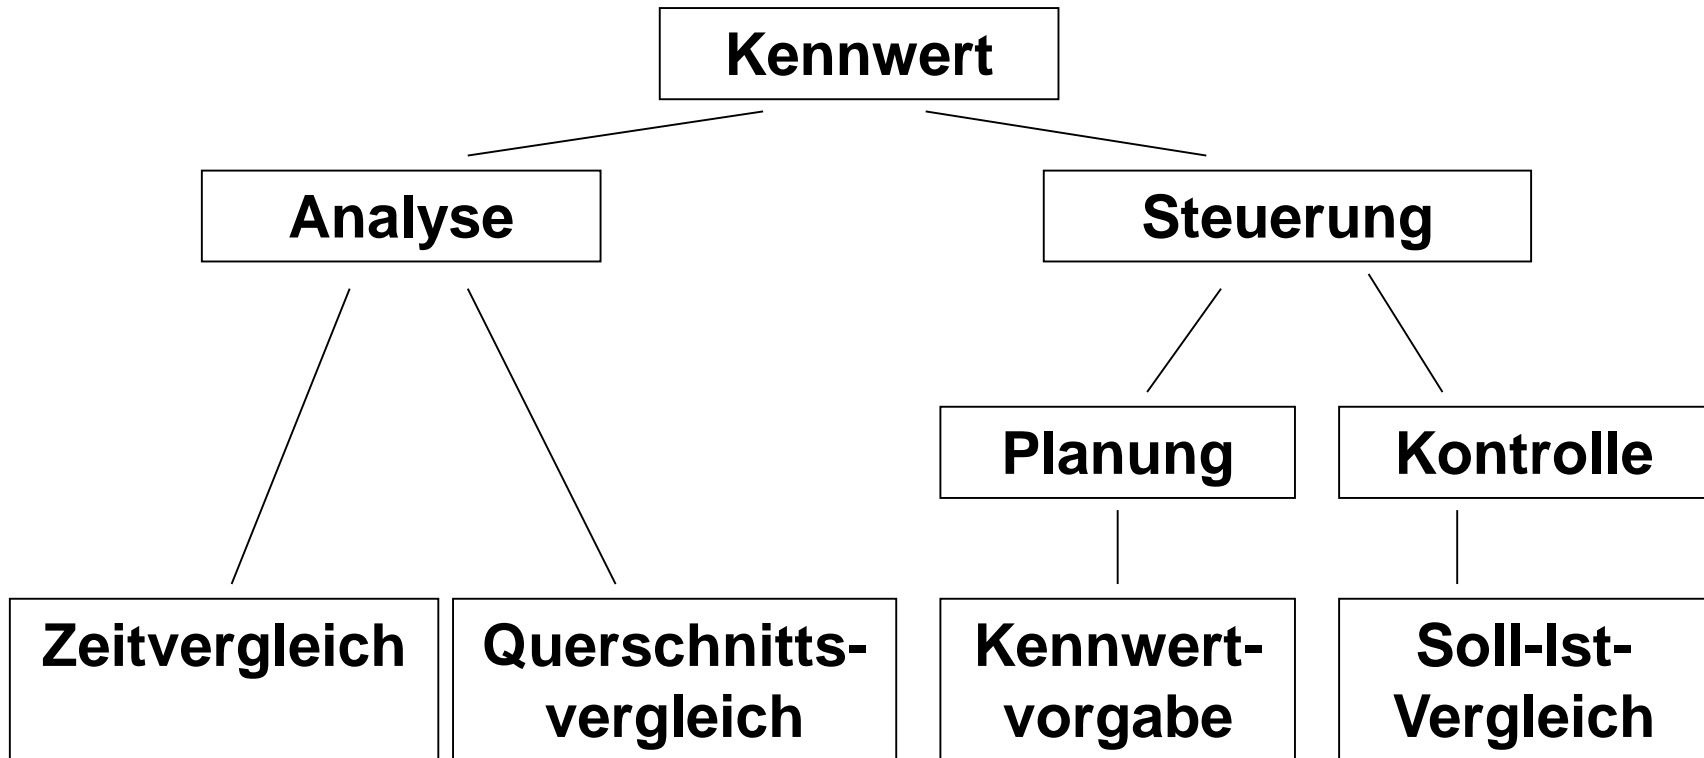 Kennwert
Analyse
Steuerung
Planung
Kontrolle
Zeitvergleich
Querschnitts-
vergleich
Kennwert-
vorgabe
Soll-Ist-
Vergleich